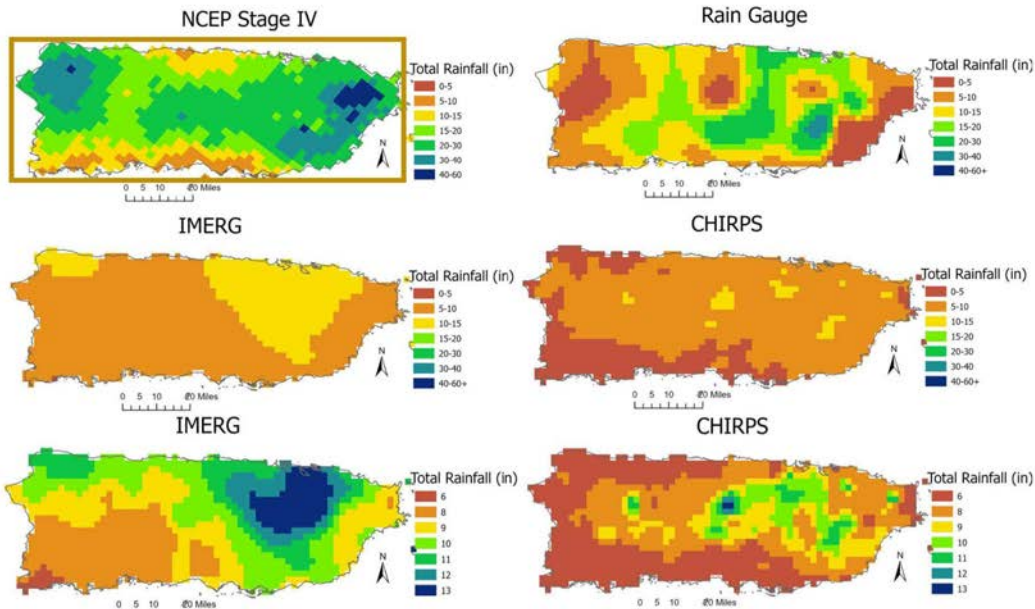 NCEP Stage IV
Total Rainfall (in)
0-5
5-10
10-15
15-20
20-30
30-40
40-60
N
0 5 10 20 Miles
Rain Gauge
Total Rainfall (in)
0-5
5-10
10-15
15-20
20-30
30-40
40-60+
N
0 5 10 20 Miles
IMERG
Total Rainfall (in)
0-5
5-10
10-15
15-20
20-30
30-40
40-60+
N
0 5 10 20 Miles
CHIRPS
Total Rainfall (in)
0-5
5-10
10-15
15-20
20-30
30-40
40-60+
N
0 5 10 20 Miles
IMERG
Total Rainfall (in)
6
8
9
10
11
12
13
N
0 5 10 20 Miles
CHIRPS
Total Rainfall (in)
6
8
9
10
11
12
13
N
0 5 10 20 Miles